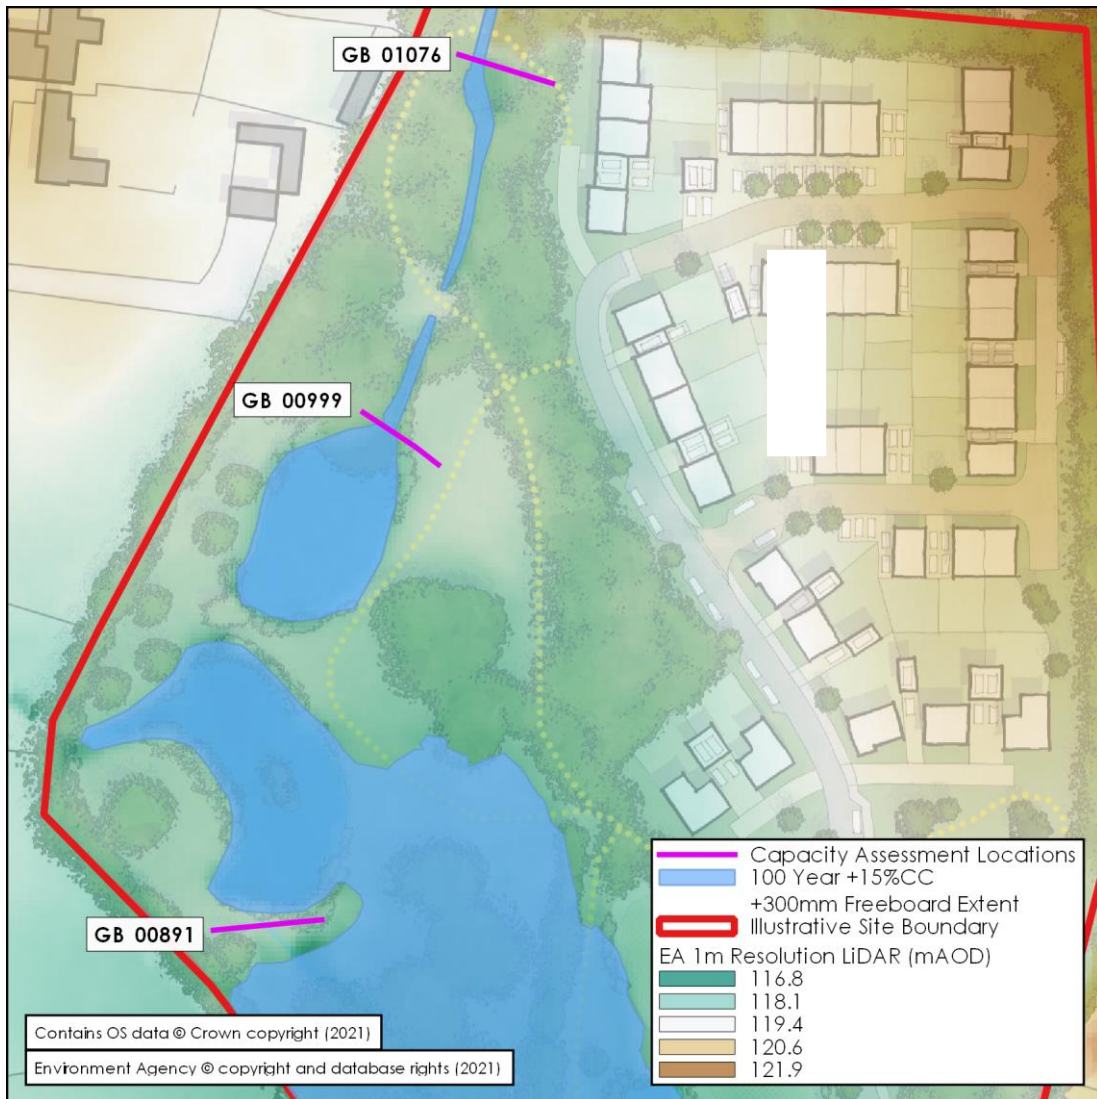 GB 01076
GB 00999
GB 00891
Capacity Assessment Locations
100 Year +15%CC
+300mm Freeboard Extent
Illustrative Site Boundary
EA 1m Resolution LiDAR (mAOD)
116.8
118.1
119.4
120.6
121.9
Contains OS data © Crown copyright (2021)
Environment Agency © copyright and database rights (2021)